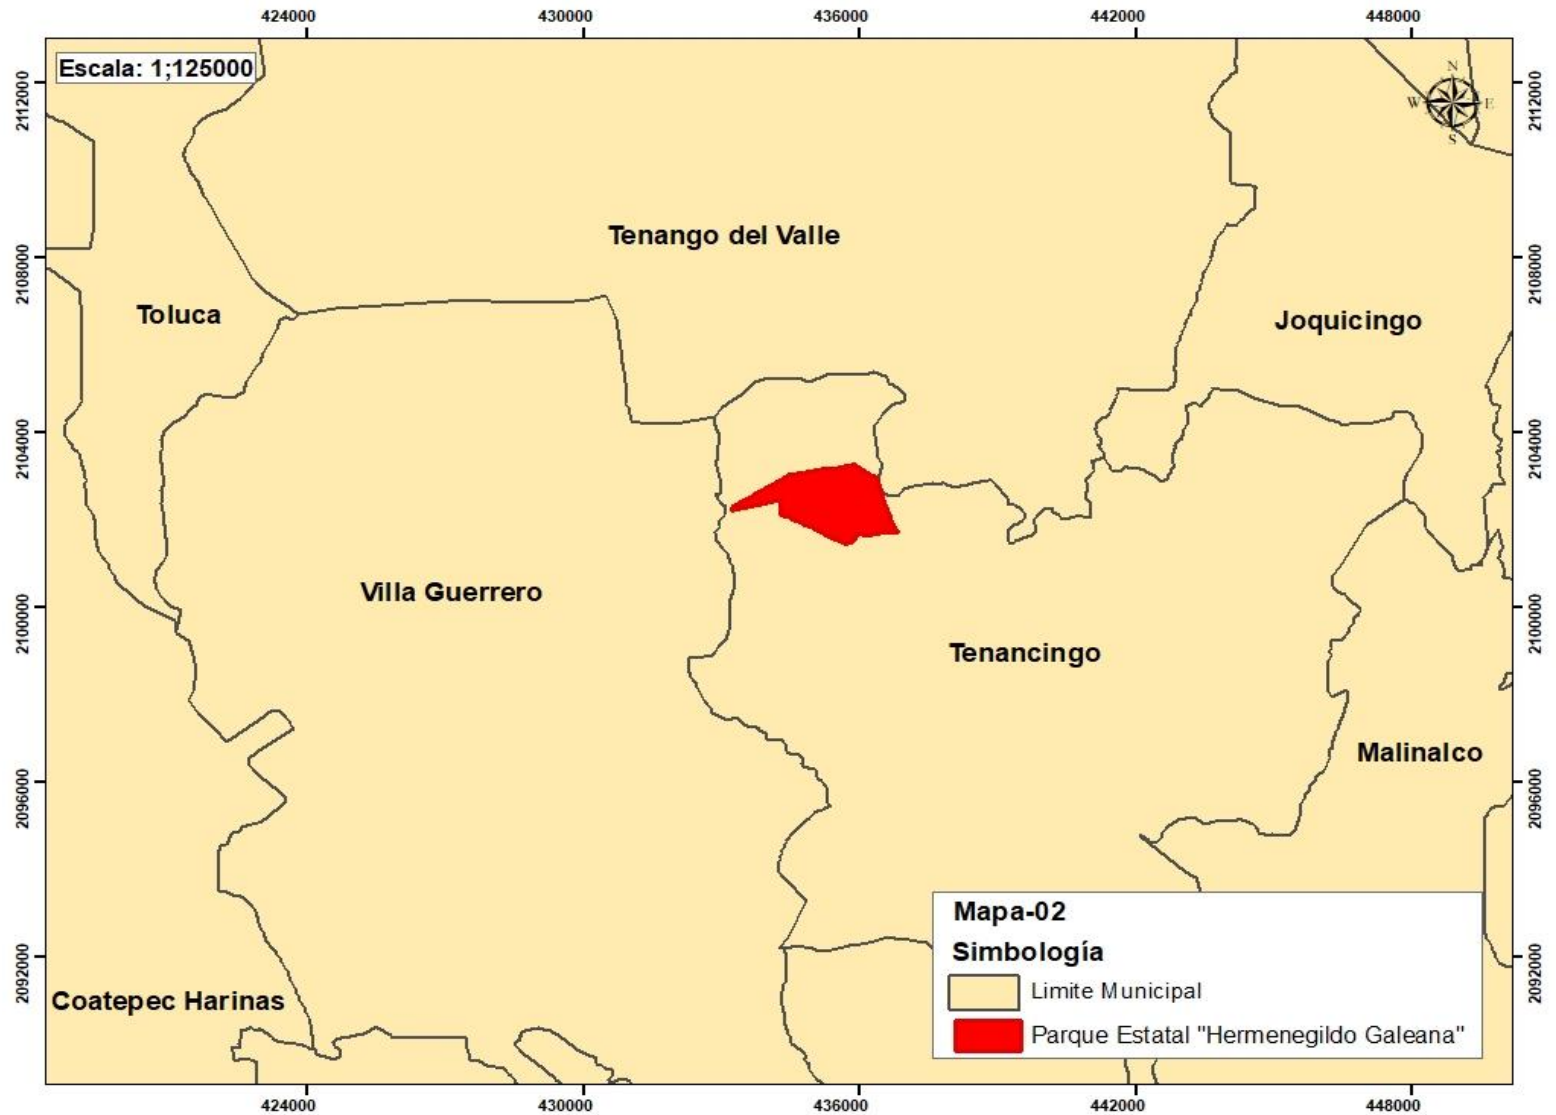 424000 430000 436000 442000 448000
Escala: 1;125000
N
W E
S
2112000 2112000
Tenango del Valle
2108000 2108000
Toluca
Joquicingo
2104000 2104000
Villa Guerrero
2100000 2100000
Tenancingo
Malinalco
2096000 2096000
Mapa-02
Simbología
2092000 2092000
Limite Municipal
Coatepec Harinas
Parque Estatal "Hermenegildo Galeana"
424000 430000 436000 442000 448000